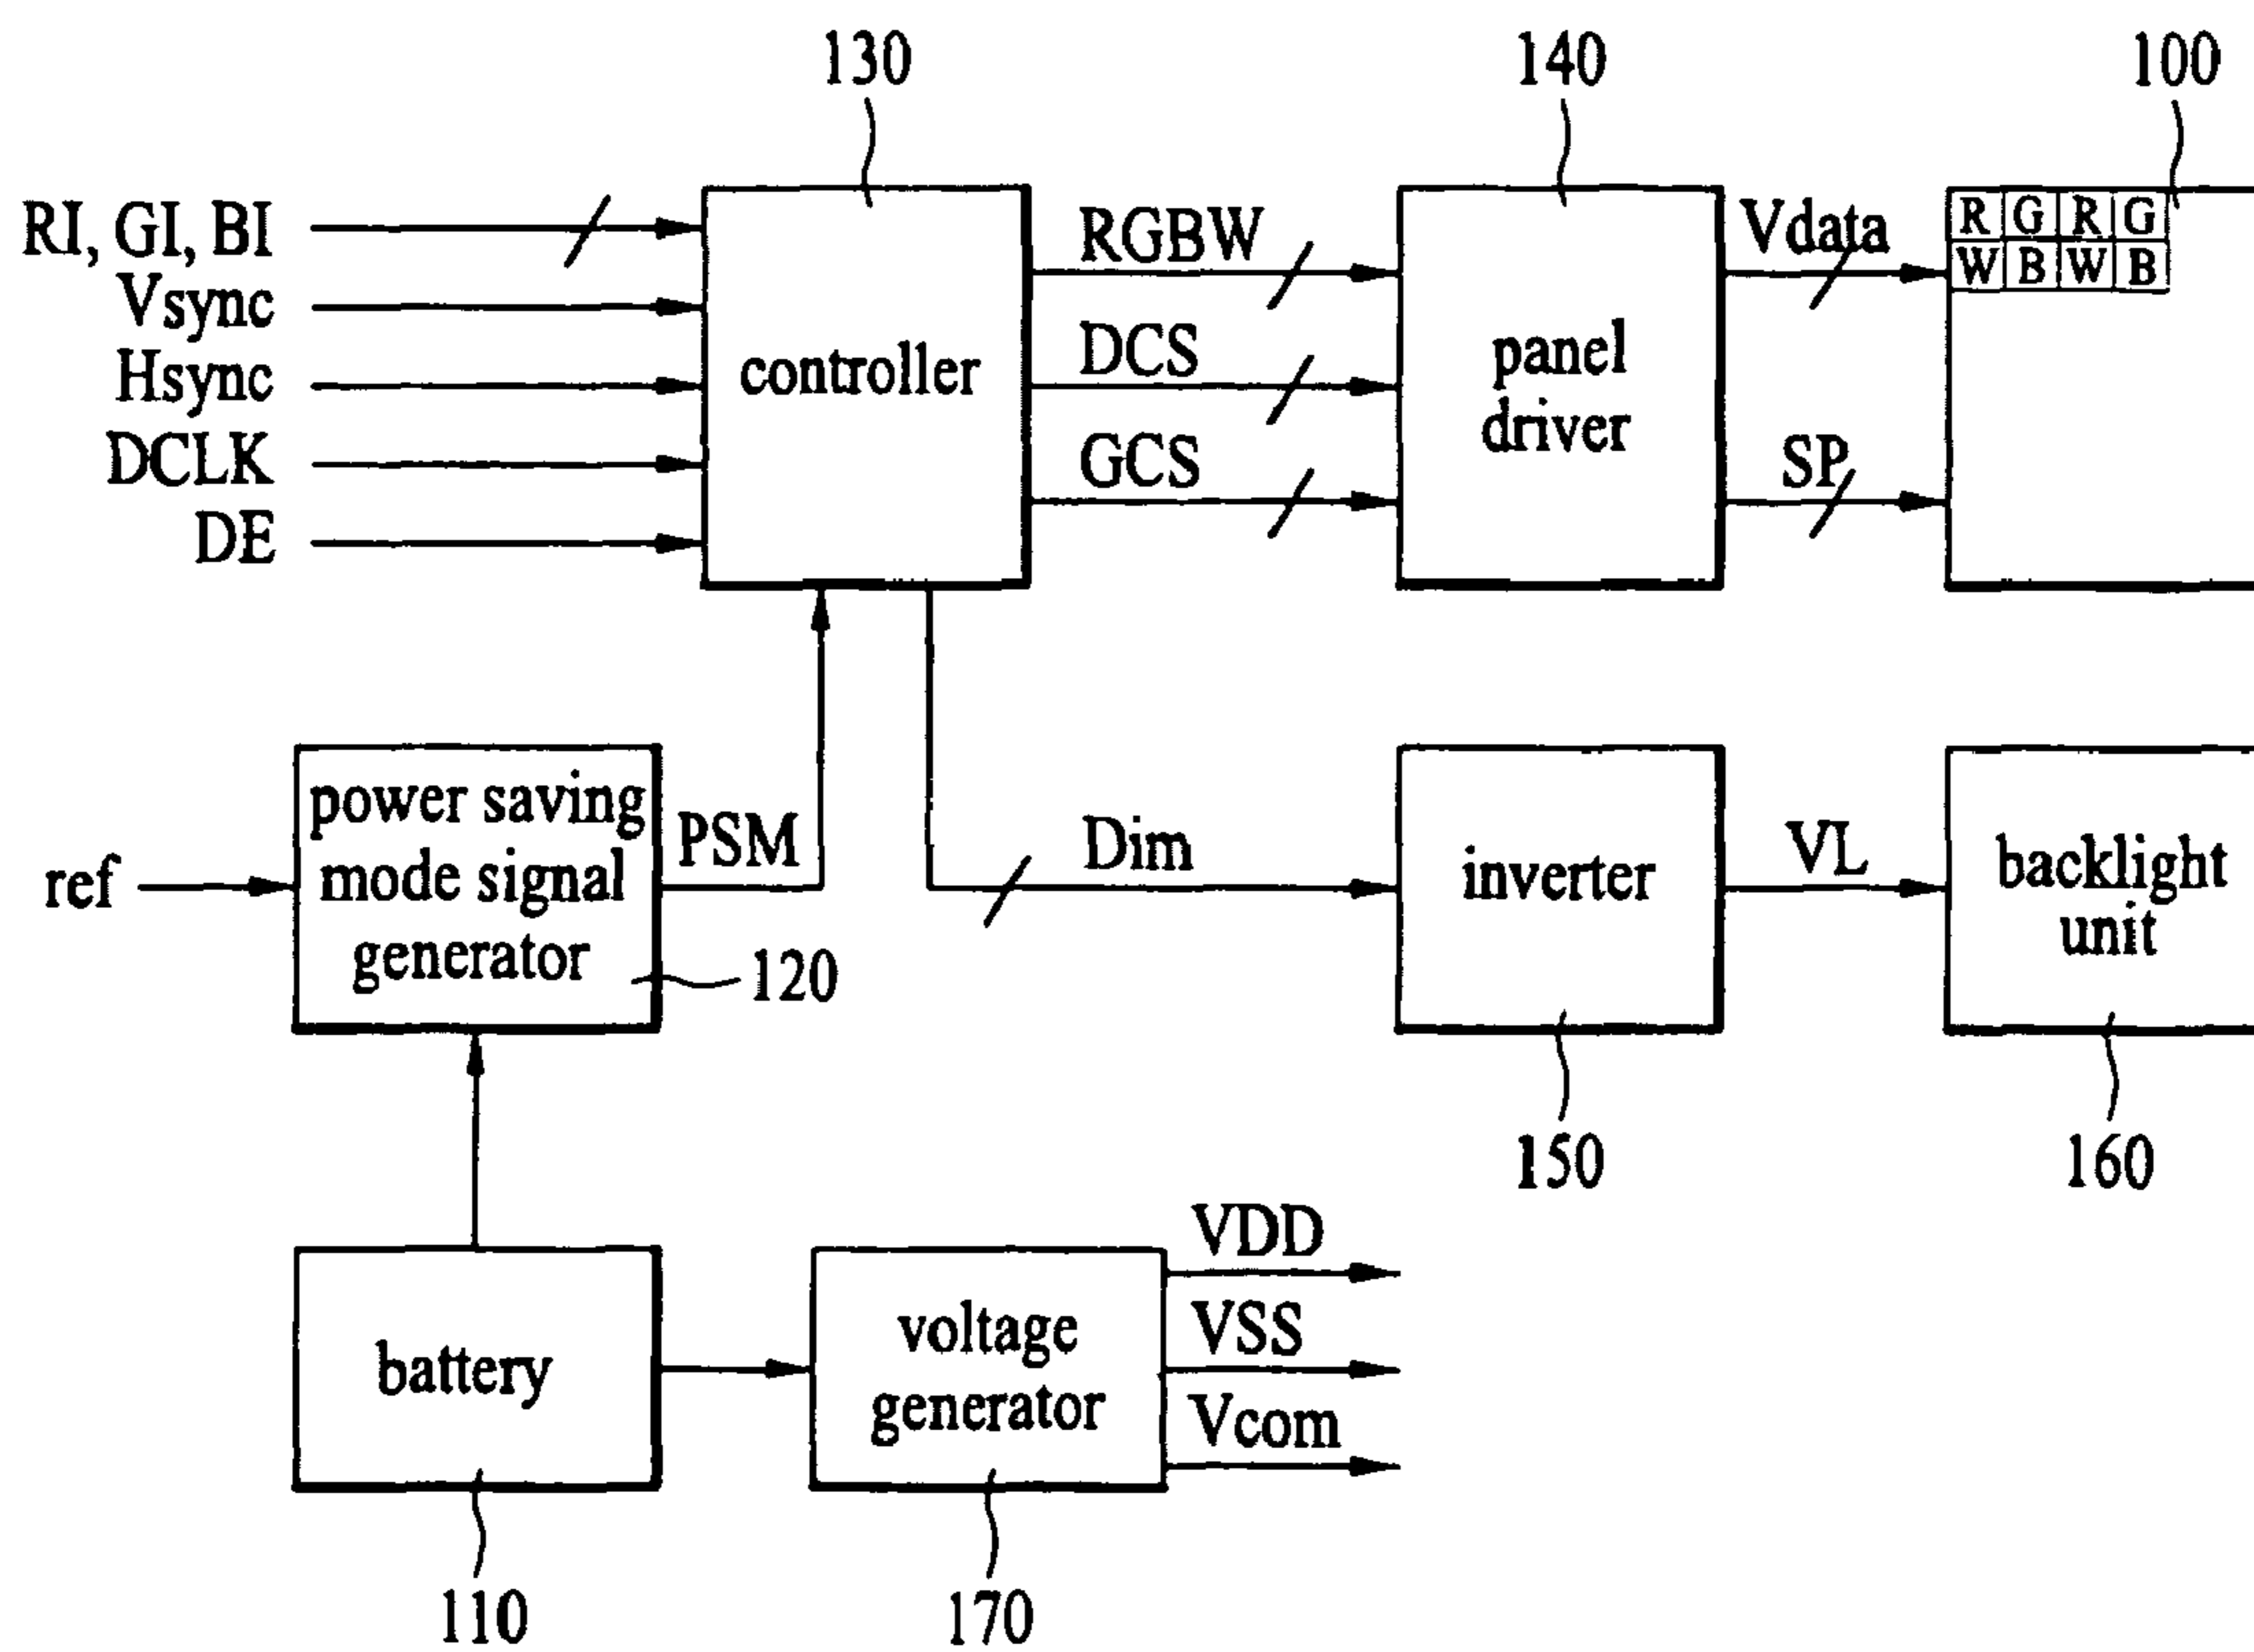 130
140
100
RI, GI, BI
Vsync
Hsync
DCLK
DE
controller
RGBW
DCS
GCS
panel
driver
Vdata
SP
R G R G
W B W B
ref
power saving
mode signal
generator
PSM
120
Dim
inverter
VL
backlight
unit
150
160
battery
voltage
generator
VDD
VSS
Vcom
110
170